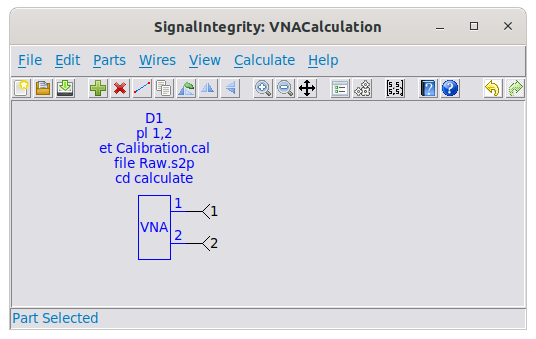 SignalIntegrity: VNACalculation
File Edit Parts Wires View Calculate Help
D1
pl 1,2
et Calibration.cal
file Raw.s2p
cd calculate
1 1
VNA
2 2
Part Selected